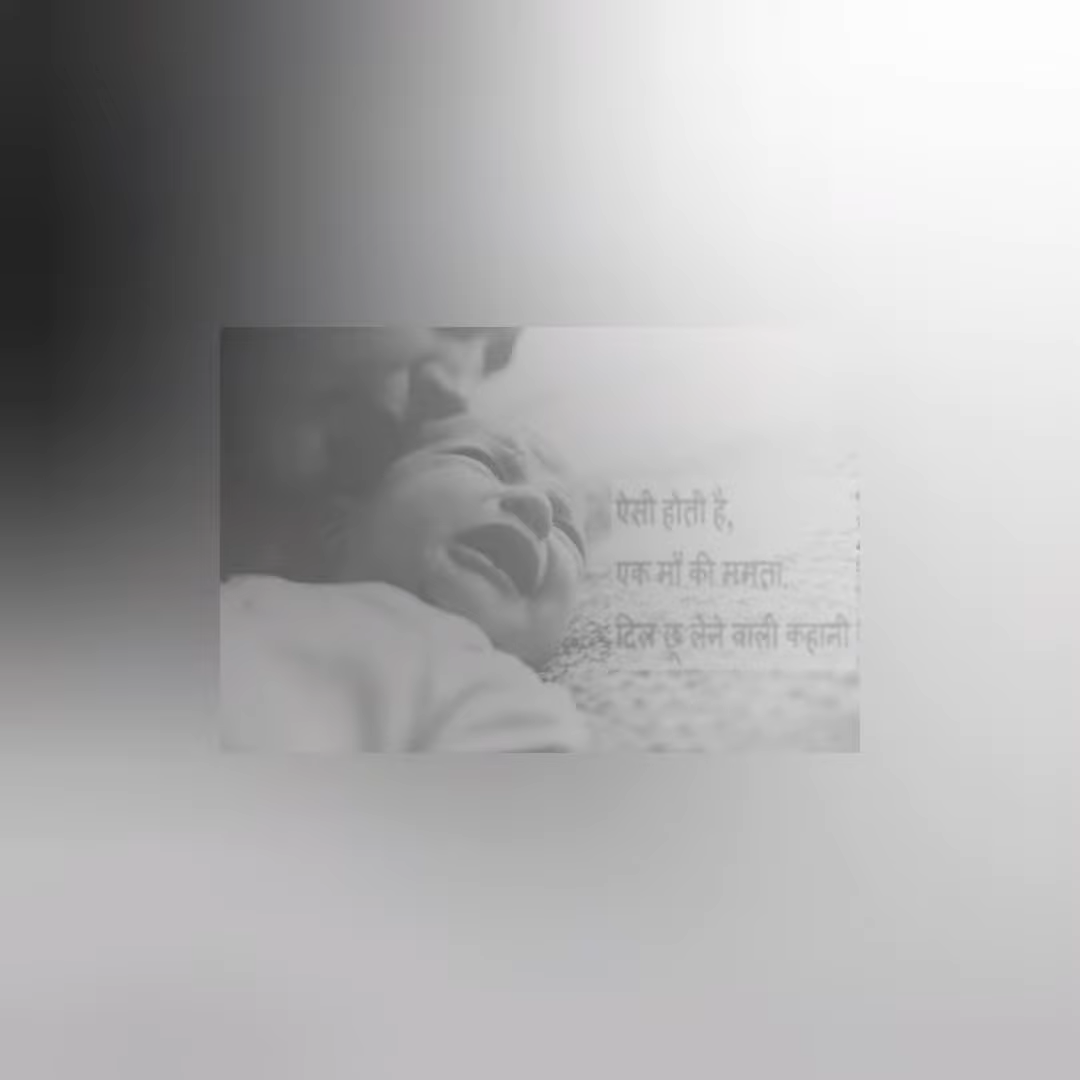 ऐसी होती है,
एक माँ की ममता.
दिल छू लेने वाली कहानी